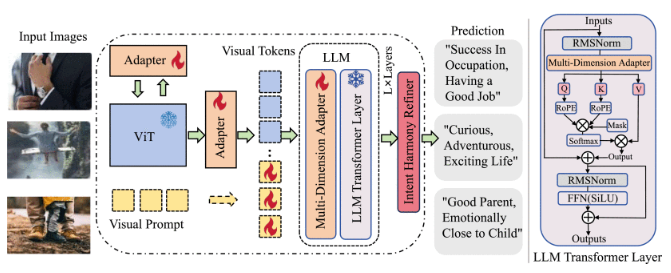 Input Images
Adapter
ViT
Visual Prompt
Adapter
Visual Tokens
LLM
Multi-Dimension Adapter
LLM Transformer Layer
L×Layers
Intent Harmony Refiner
Prediction
"Success In
Occupation,
Having a
Good Job"
"Curious,
Adventurous,
Exciting Life"
"Good Parent,
Emotionally
Close to Child"
Inputs
RMSNorm
Multi-Dimension Adapter
Q K V
RoPE RoPE
Mask
Softmax
Output
RMSNorm
FFN(SiLU)
Outputs
LLM Transformer Layer